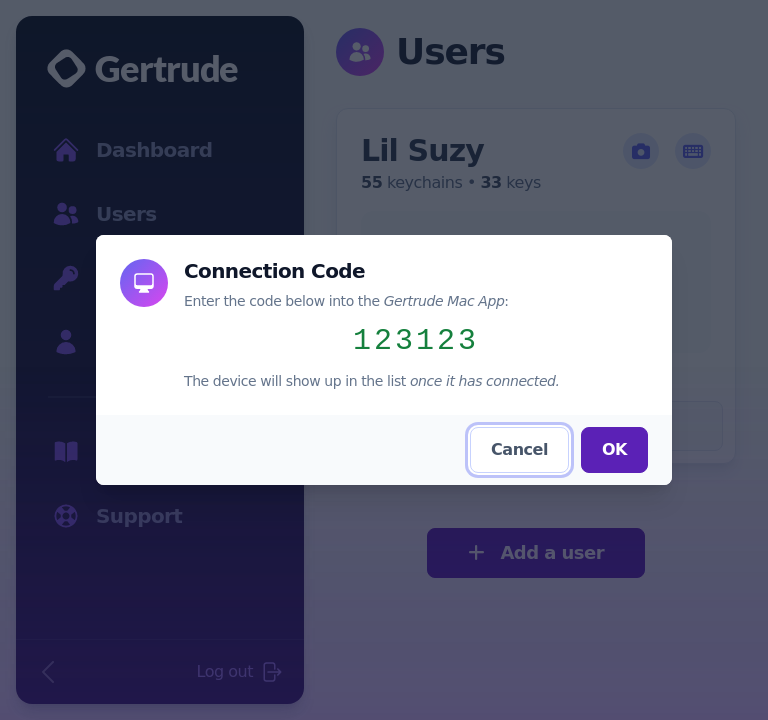 Gertrude
Dashboard
Users
Support
Log out
Users
Lil Suzy
55 keychains • 33 keys
Connection Code
Enter the code below into the Gertrude Mac App:
123123
The device will show up in the list once it has connected.
Cancel
OK
Add a user